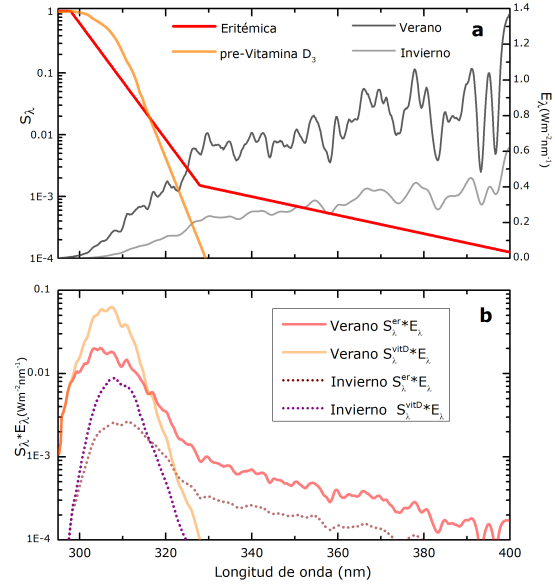 1
0.1
0.01
1E-3
1E-4
Sλ
Eritémica
pre-Vitamina D3
Verano
Invierno
a
1.4
1.2
1.0
0.8
0.6
0.4
0.2
0.0
Eλ(Wm-2nm-1)
0.1
0.01
1E-3
1E-4
Sλ*Eλ(Wm-2nm-1)
b
Verano Sλer*Eλ
Verano SλvitD*Eλ
Invierno Sλer*Eλ
Invierno SλvitD*Eλ
300 320 340 360 380 400
Longitud de onda (nm)